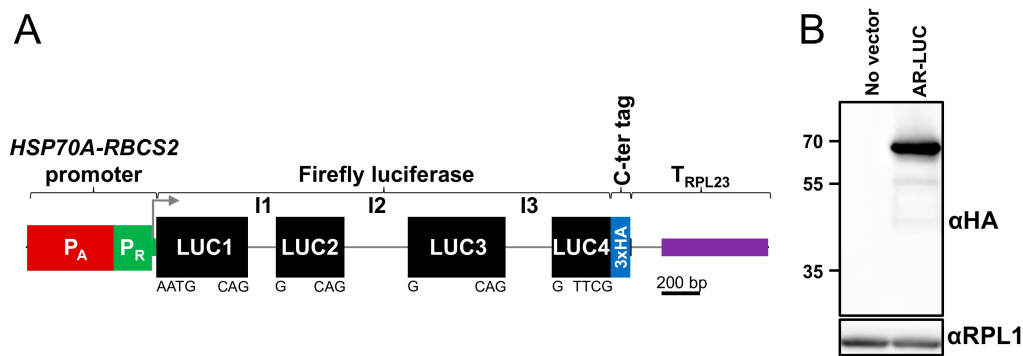 A
HSP70A-RBCS2
promoter
Firefly luciferase
C-ter tag
TRPL23
I1
I2
I3
PA
PR
LUC1
LUC2
LUC3
LUC4
3xHA
AATG CAG
G CAG
G CAG
G TTCG
200 bp
B
No vector
AR-LUC
70
55
35
αHA
αRPL1